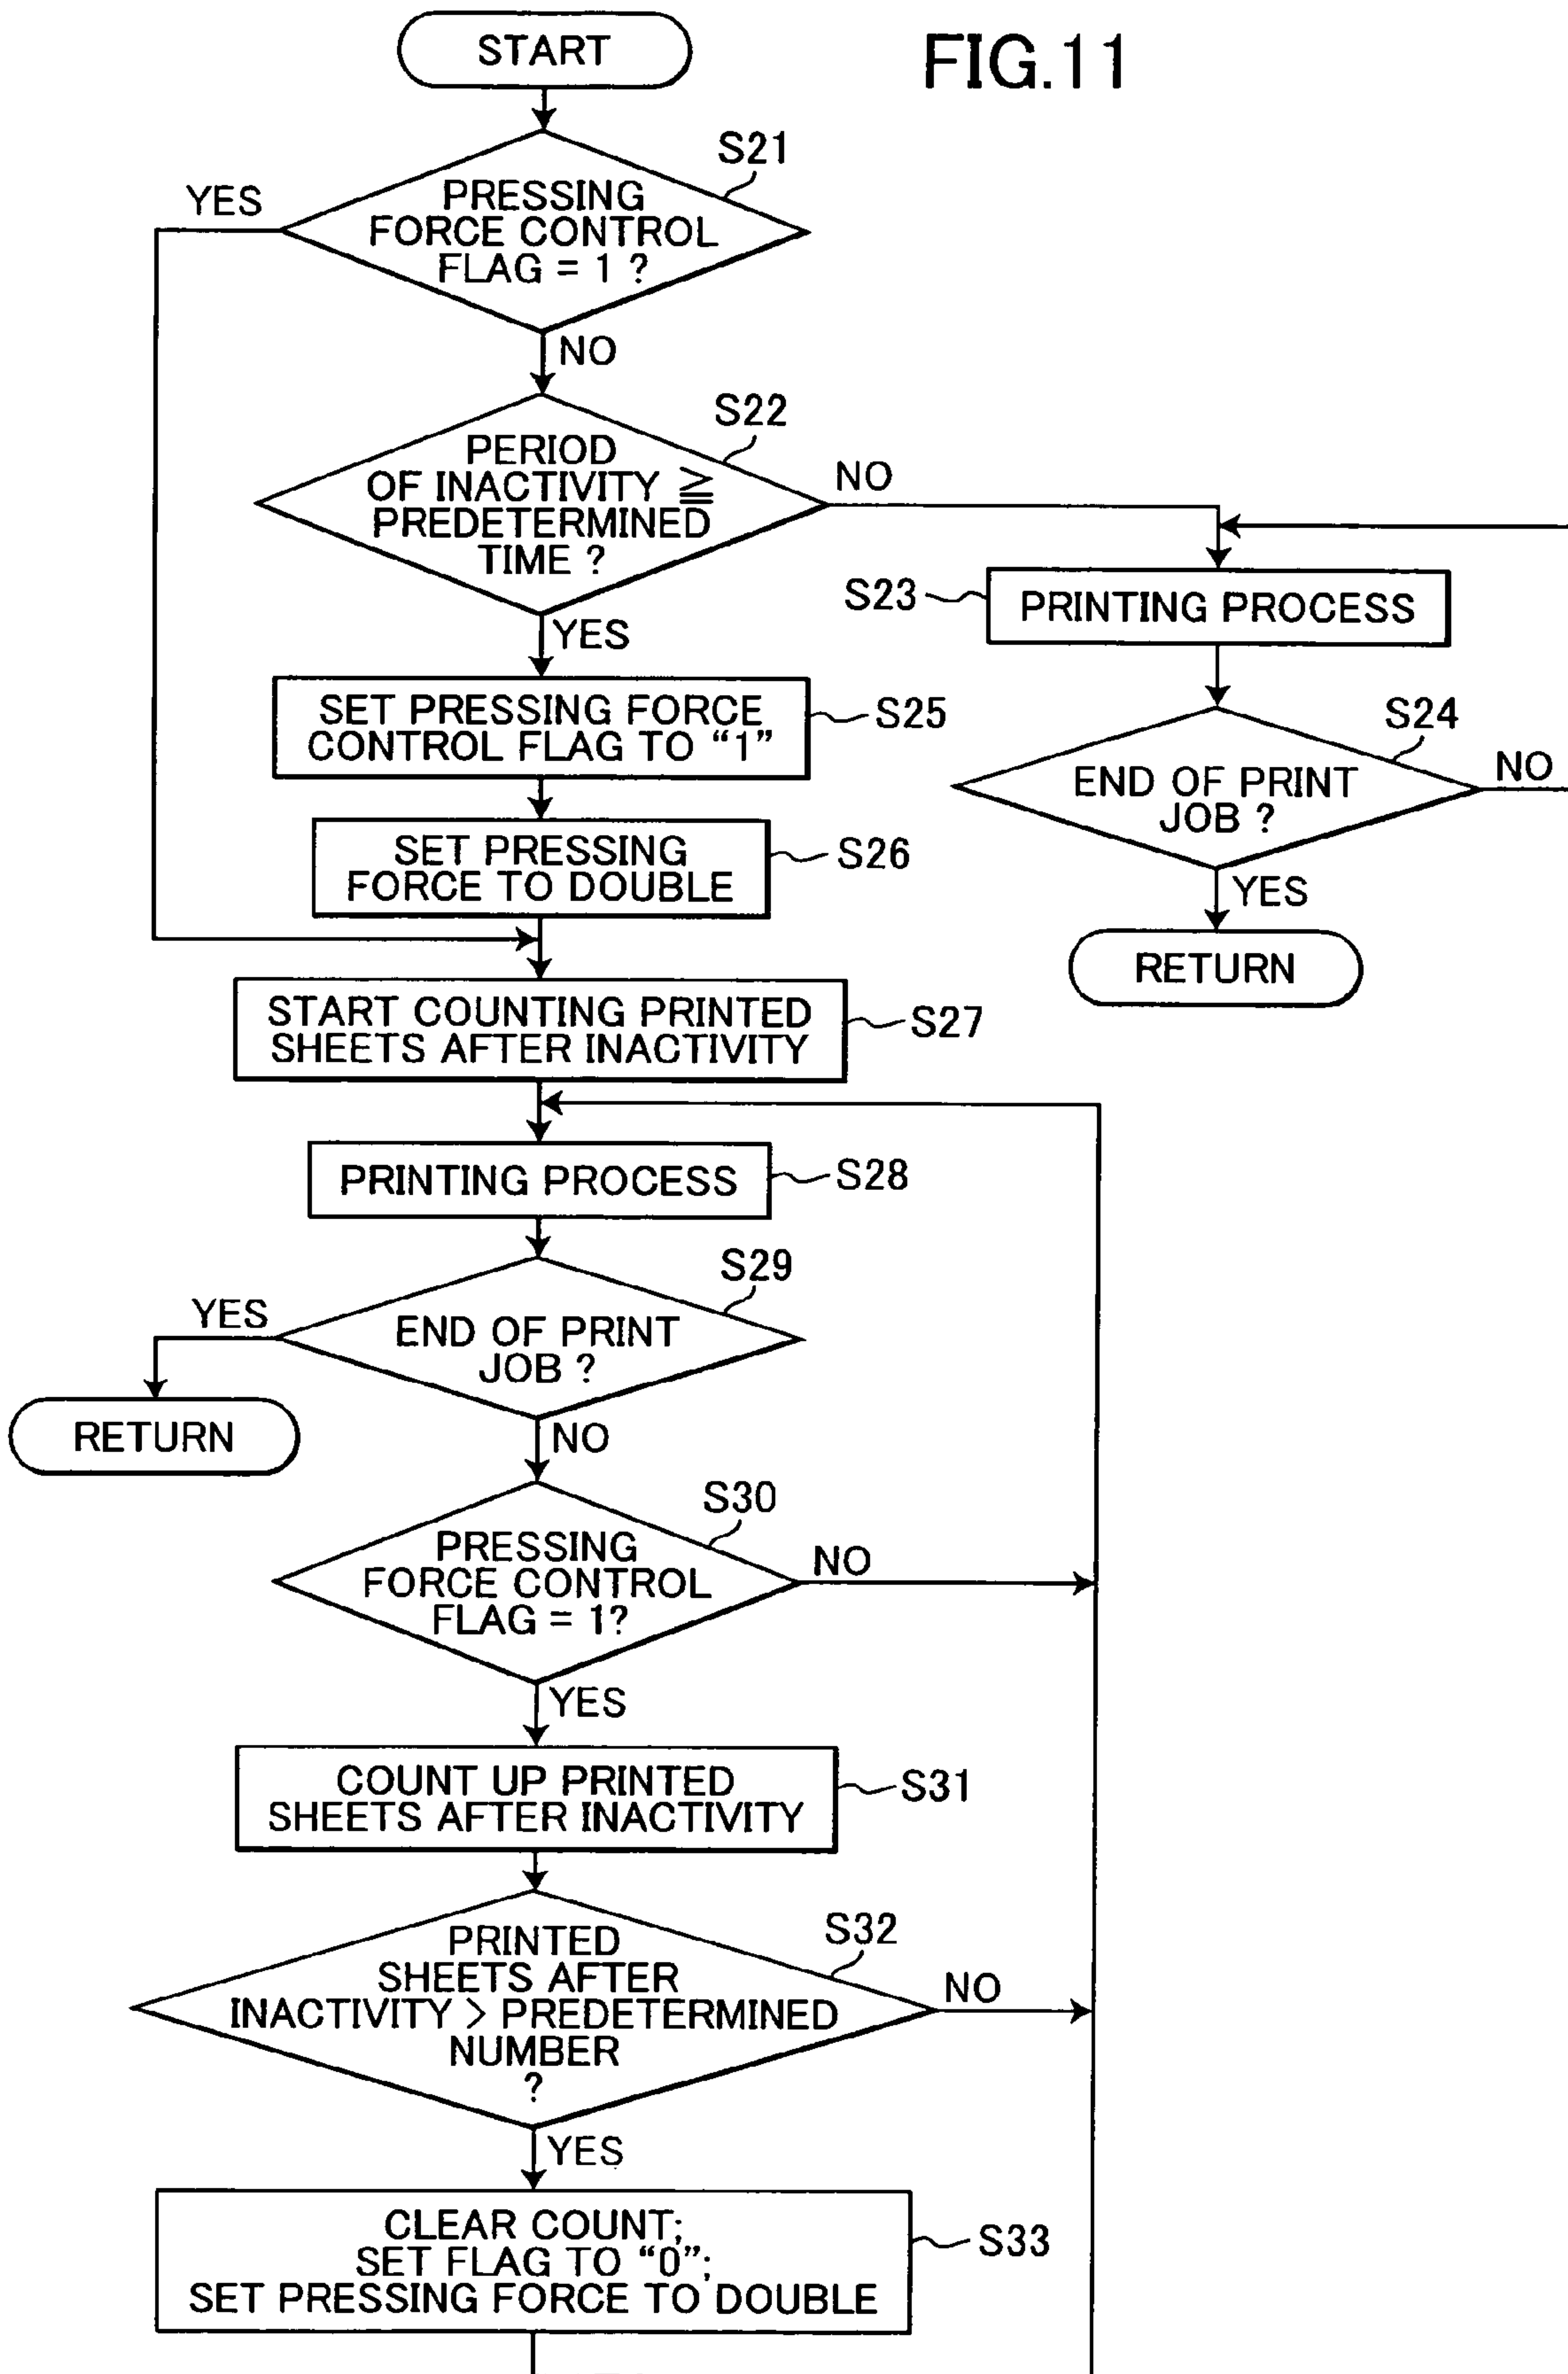 FIG.11
START
S21
YES
PRESSING
FORCE CONTROL
FLAG = 1 ?
NO
S22
PERIOD
OF INACTIVITY ≧
PREDETERMINED
TIME ?
NO
YES
S23
PRINTING PROCESS
SET PRESSING FORCE
CONTROL FLAG TO “1”
S25
S24
END OF PRINT
JOB ?
NO
SET PRESSING
FORCE TO DOUBLE
S26
YES
RETURN
START COUNTING PRINTED
SHEETS AFTER INACTIVITY
S27
PRINTING PROCESS
S28
S29
YES
END OF PRINT
JOB ?
RETURN
NO
S30
PRESSING
FORCE CONTROL
FLAG = 1?
NO
YES
COUNT UP PRINTED
SHEETS AFTER INACTIVITY
S31
S32
PRINTED
SHEETS AFTER
INACTIVITY > PREDETERMINED
NUMBER
?
NO
YES
CLEAR COUNT;
SET FLAG TO “0”;
SET PRESSING FORCE TO DOUBLE
S33